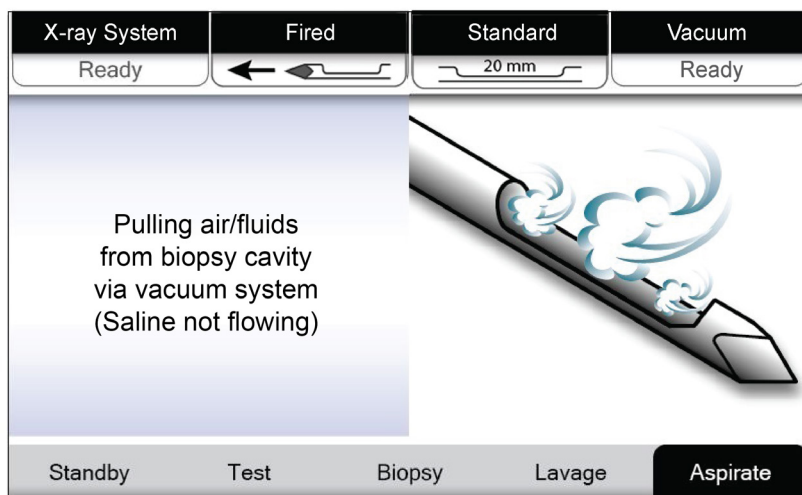 X-ray System
Fired
Standard
Vacuum
Ready
20 mm
Ready
Pulling air/fluids
from biopsy cavity
via vacuum system
(Saline not flowing)
Standby
Test
Biopsy
Lavage
Aspirate